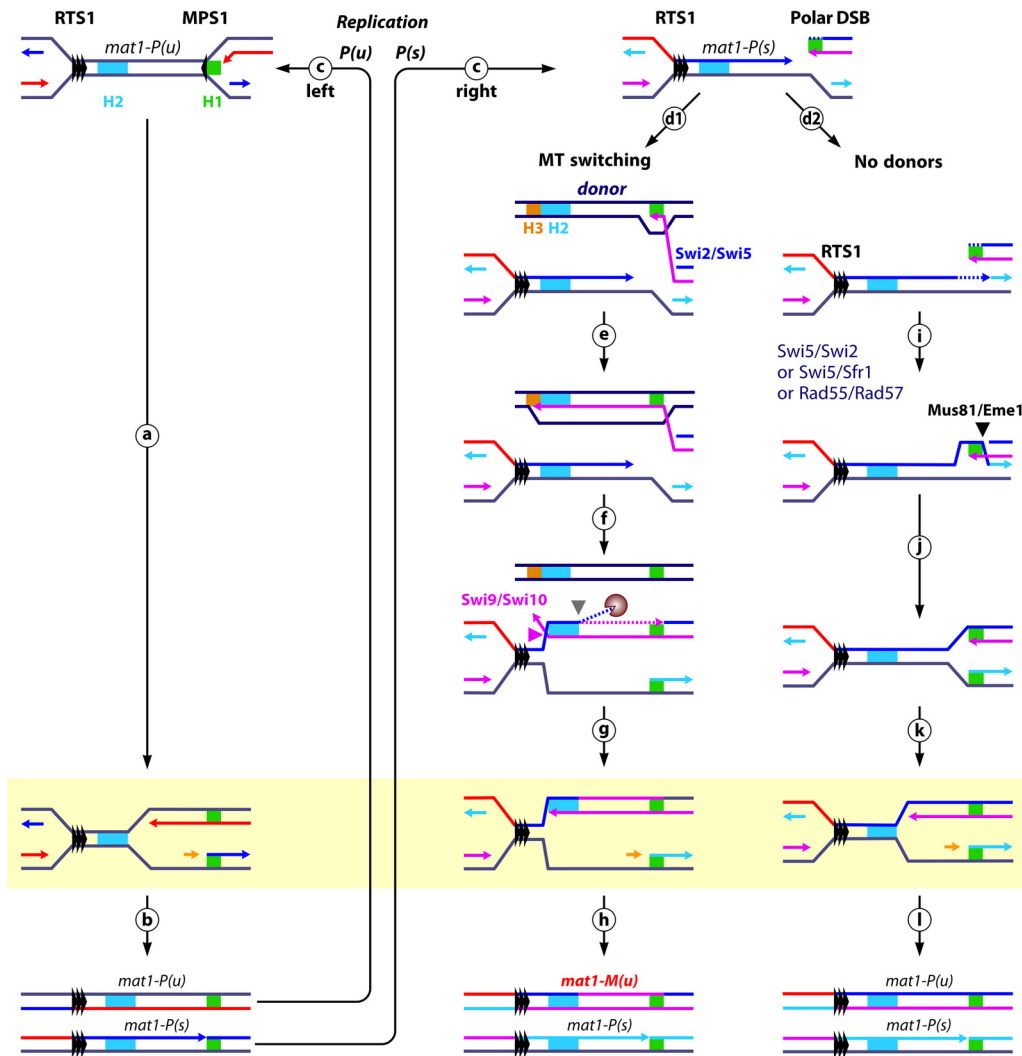 RTS1
MPS1
Replication
RTS1
Polar DSB
mat1-P(u)
P(u)
P(s)
mat1-P(s)
c
left
c
right
H2
H1
d1
d2
MT switching
No donors
donor
H3
H2
Swi2/Swi5
RTS1
e
i
Swi5/Swi2
or Swi5/Sfr1
or Rad55/Rad57
Mus81/Eme1
a
f
j
Swi9/Swi10
g
k
b
h
l
mat1-P(u)
mat1-M(u)
mat1-P(u)
mat1-P(s)
mat1-P(s)
mat1-P(s)